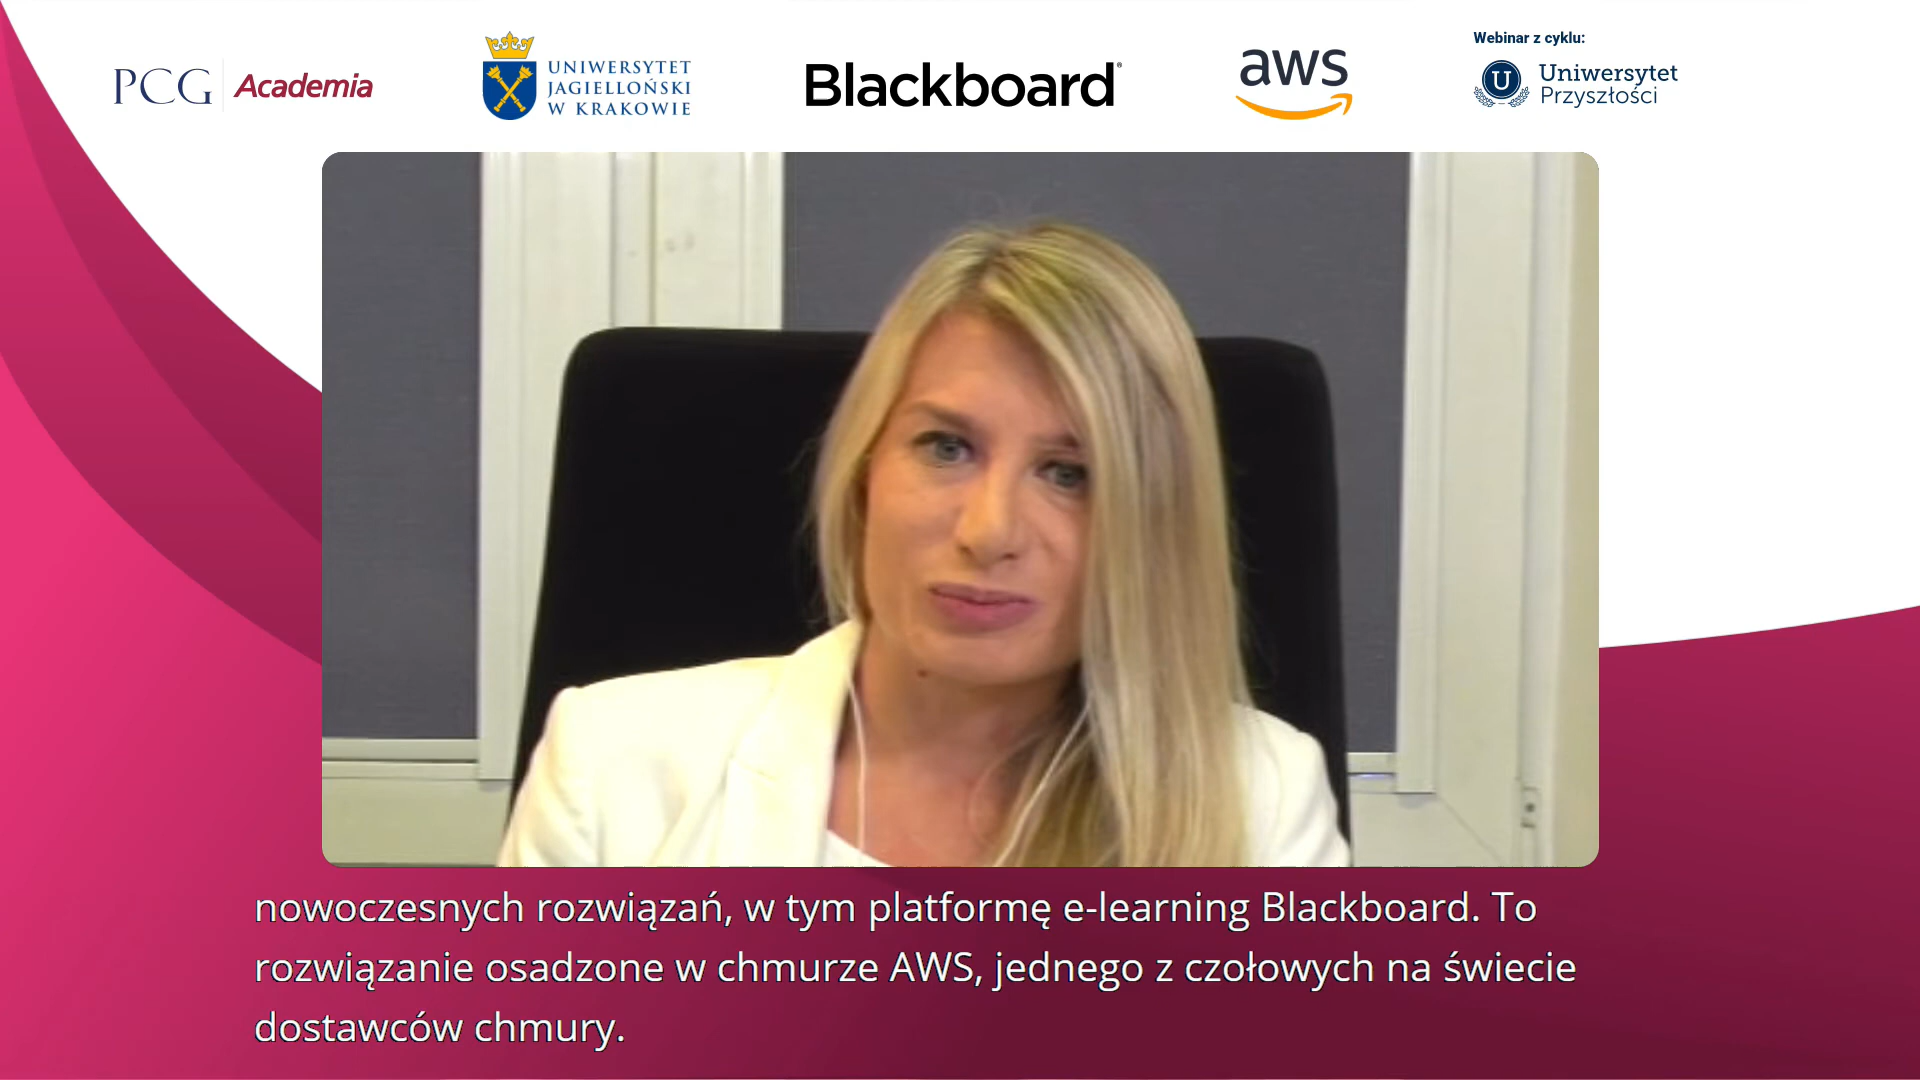 PCG Academia
UNIWERSYTET
JAGIELLOŃSKI
W KRAKOWIE
Blackboard®
aws
Webinar z cyklu:
U
Uniwersytet
Przyszłości
nowoczesnych rozwiązań, w tym platformę e-learning Blackboard. To
rozwiązanie osadzone w chmurze AWS, jednego z czołowych na świecie
dostawców chmury.